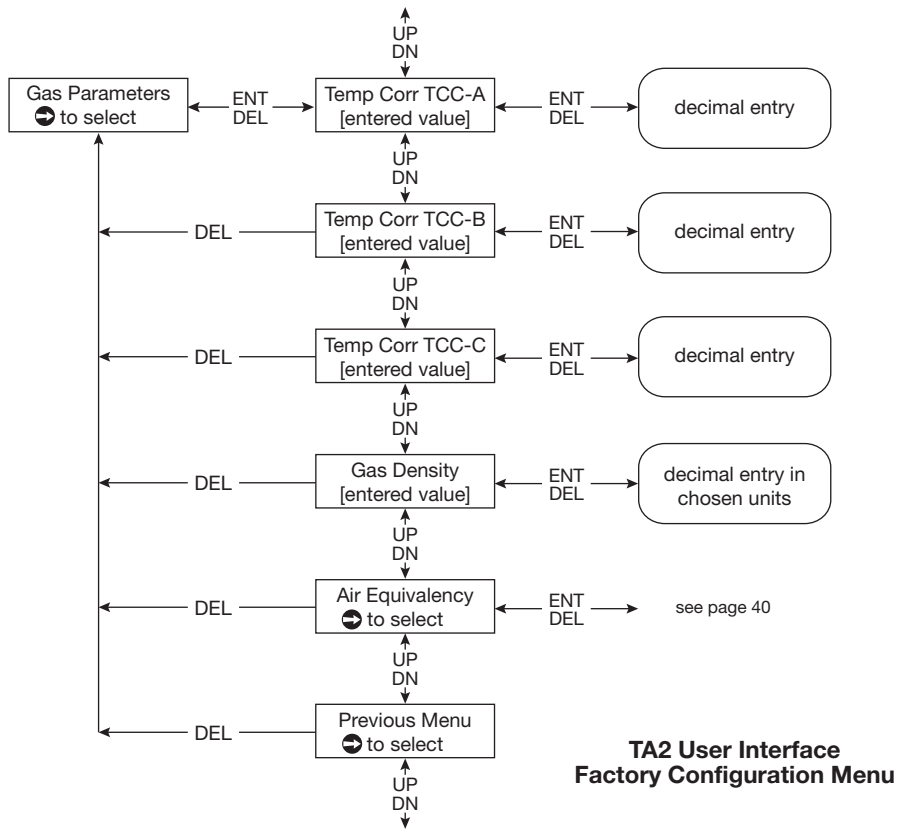 UP
DN
Gas Parameters
to select
ENT
DEL
Temp Corr TCC-A
[entered value]
ENT
DEL
decimal entry
UP
DN
DEL
Temp Corr TCC-B
[entered value]
ENT
DEL
decimal entry
UP
DN
DEL
Temp Corr TCC-C
[entered value]
ENT
DEL
decimal entry
UP
DN
DEL
Gas Density
[entered value]
ENT
DEL
decimal entry in
chosen units
UP
DN
DEL
Air Equivalency
to select
ENT
DEL
see page 40
UP
DN
DEL
Previous Menu
to select
UP
DN
TA2 User Interface
Factory Configuration Menu